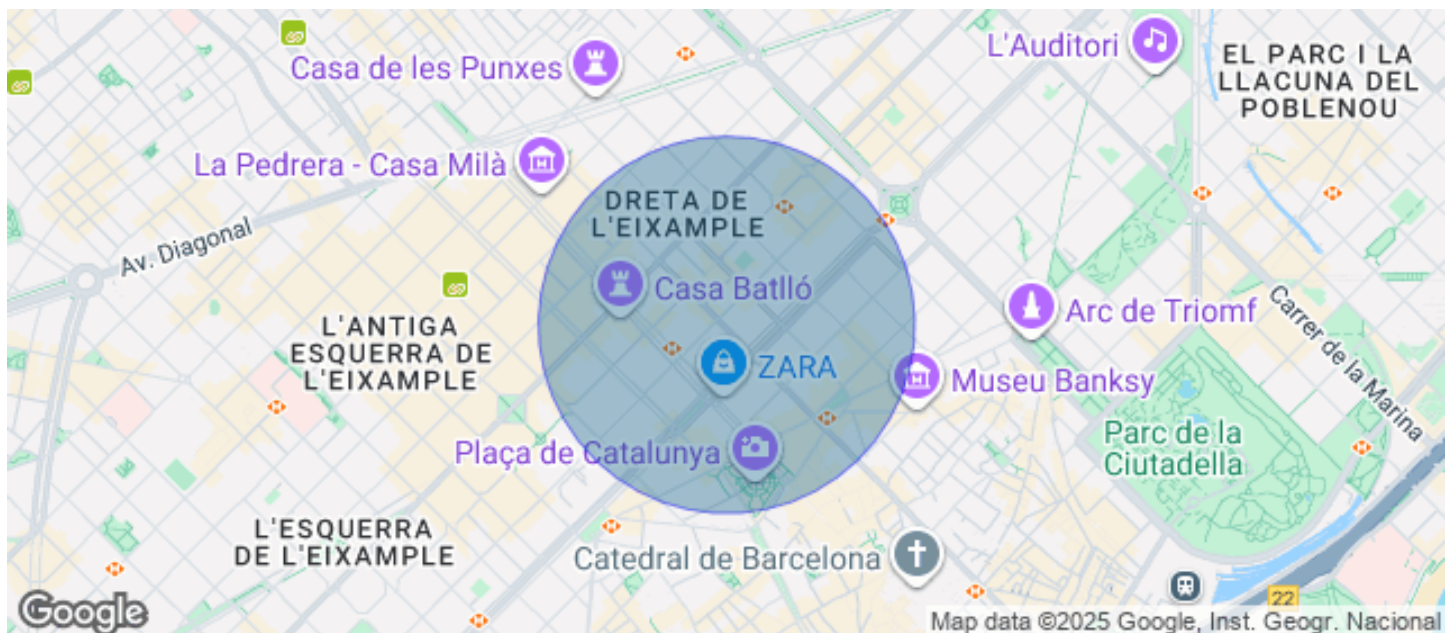 Casa de les Punxes
L'Auditori
EL PARC I LA
LLACUNA DEL
POBLENOU
La Pedrera - Casa Milà
DRETA DE
L'EIXAMPLE
Av. Diagonal
Casa Batlló
L'ANTIGA
ESQUERRA DE
L'EIXAMPLE
Arc de Triomf
Carrer de la Marina
ZARA
Museu Banksy
Plaça de Catalunya
Parc de la
Ciutadella
L'ESQUERRA
DE L'EIXAMPLE
Catedral de Barcelona
22
Google
Map data ©2025 Google, Inst. Geogr. Nacional